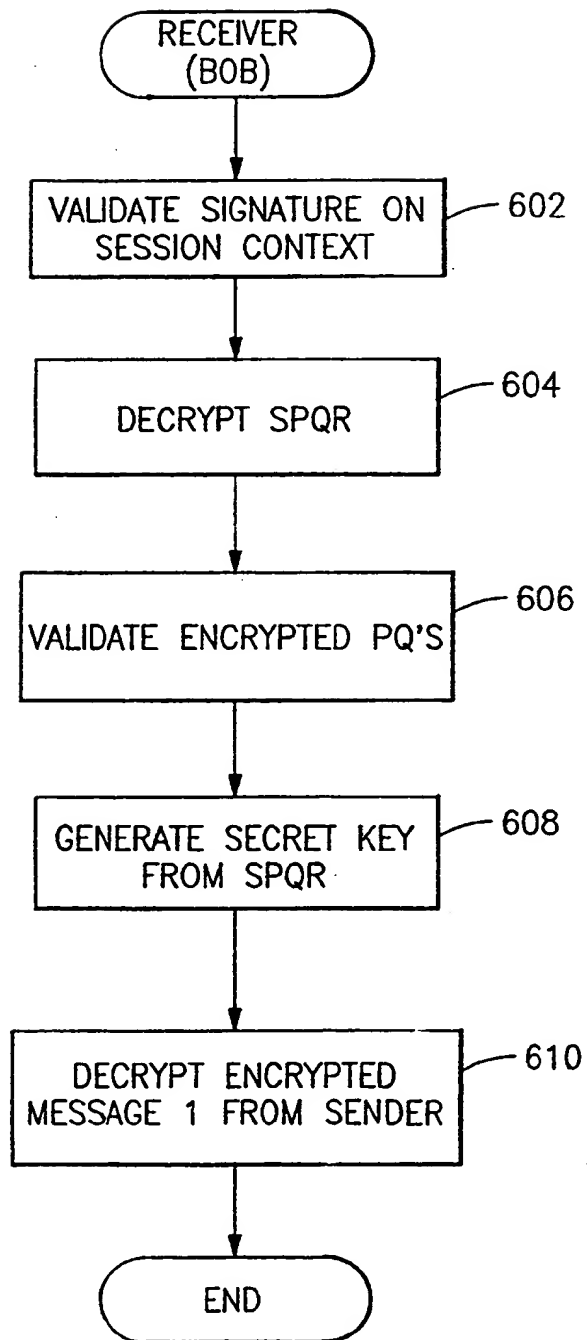 RECEIVER
(BOB)
VALIDATE SIGNATURE ON
SESSION CONTEXT
602
DECRYPT SPQR
604
VALIDATE ENCRYPTED PQ'S
606
GENERATE SECRET KEY
FROM SPQR
608
DECRYPT ENCRYPTED
MESSAGE 1 FROM SENDER
610
END